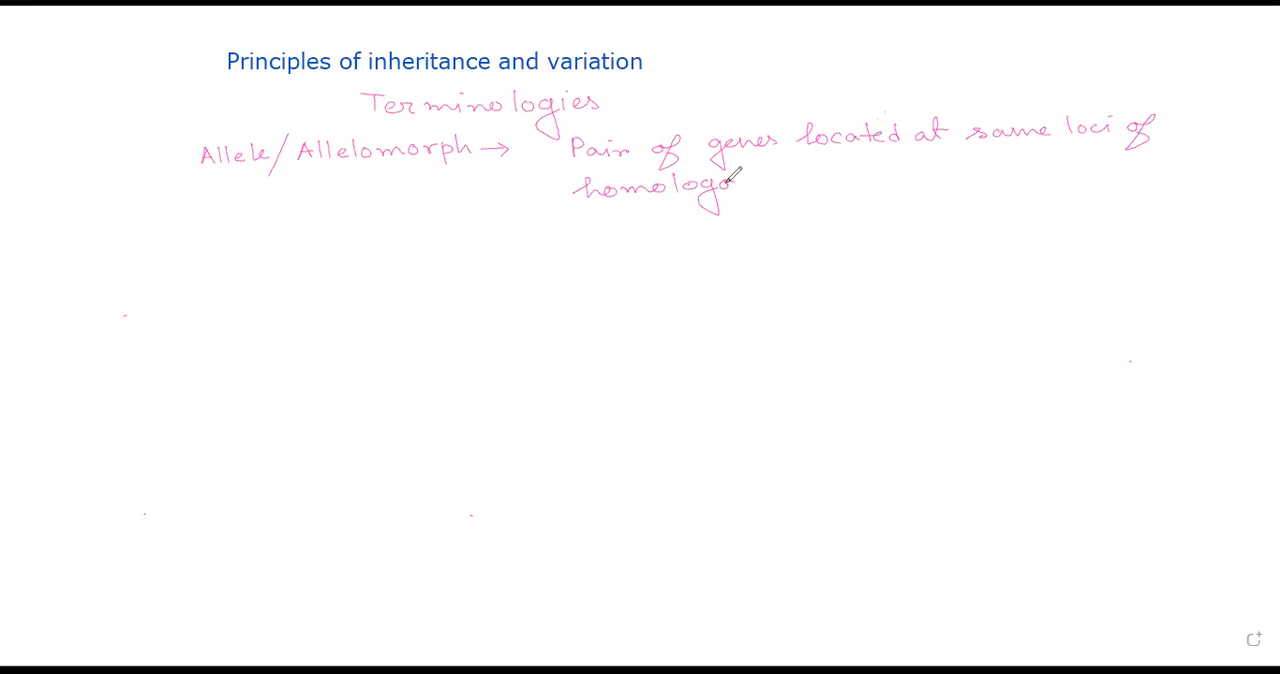 Principles of inheritance and variation
Terminologies
Allele/Allelomorph → Pair of genes located at same loci of
homologo